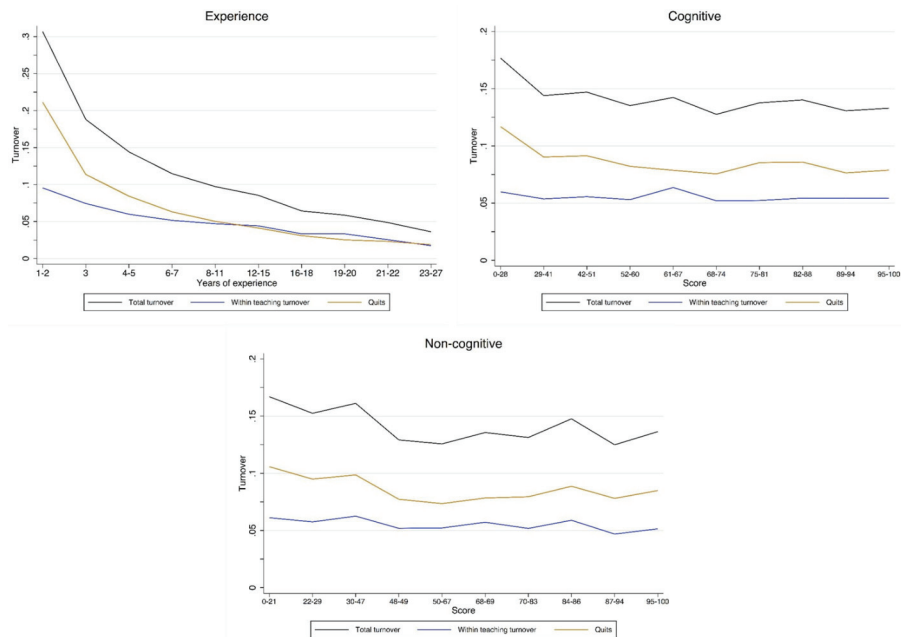 Experience
Turnover
.3
.25
.2
.15
.1
.05
0
1-2 3 4-5 6-7 8-11 12-15 16-18 19-20 21-22 23-27
Years of experience
Total turnover Within teaching turnover Quits
Cognitive
Turnover
.2
.15
.1
.05
0
0-28 29-41 42-51 52-60 61-67 68-74 75-81 82-88 89-94 95-100
Score
Total turnover Within teaching turnover Quits
Non-cognitive
Turnover
.2
.15
.1
.05
0
0-21 22-29 30-47 48-49 50-67 68-69 70-83 84-86 87-94 95-100
Score
Total turnover Within teaching turnover Quits